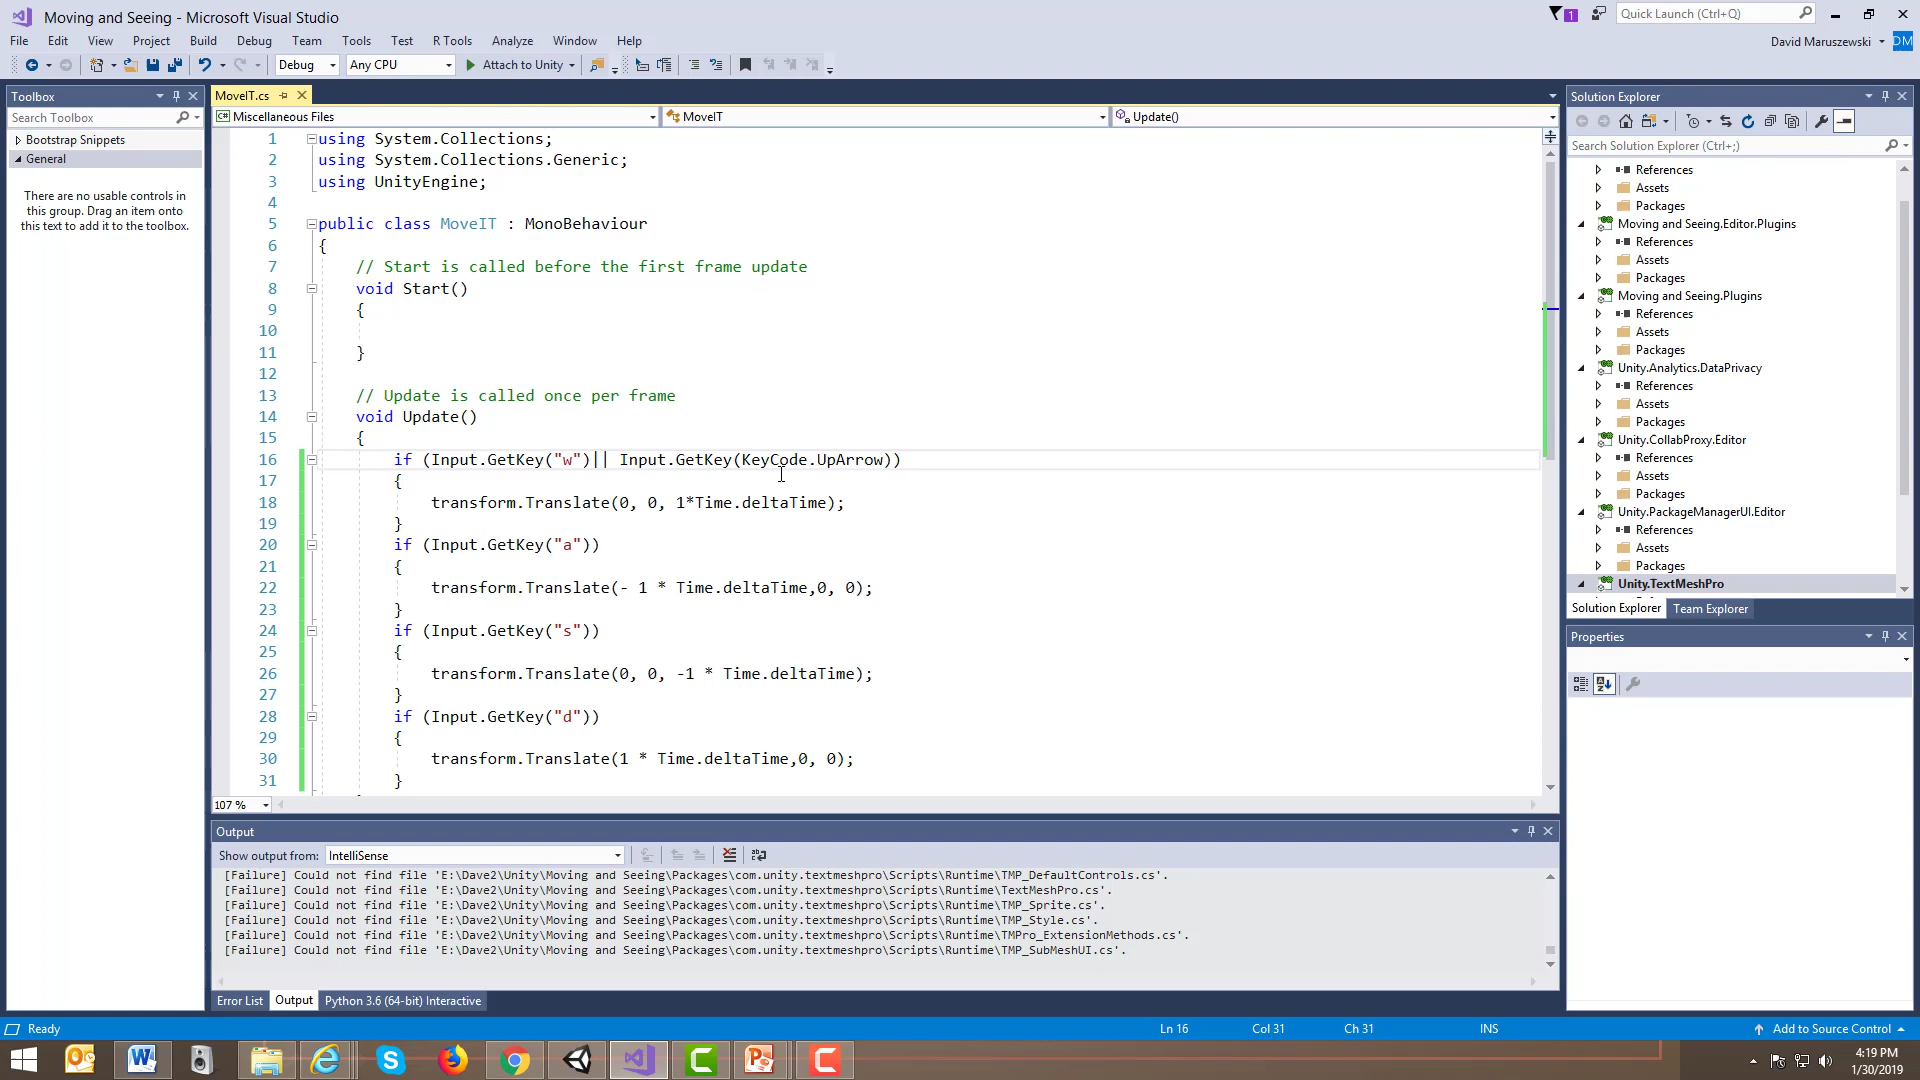 Moving and Seeing - Microsoft Visual Studio
1
Quick Launch (Ctrl+Q)
File Edit View Project Build Debug Team Tools Test R Tools Analyze Window Help
David Maruszewski
DM
Debug
Any CPU
Attach to Unity
Toolbox
Search Toolbox
Bootstrap Snippets
General
There are no usable controls in
this group. Drag an item onto
this text to add it to the toolbox.
MoveIT.cs
C# Miscellaneous Files
MoveIT
Update()
1 using System.Collections;
2 using System.Collections.Generic;
3 using UnityEngine;
4
5 public class MoveIT : MonoBehaviour
6 {
7 // Start is called before the first frame update
8 void Start()
9 {
10
11 }
12
13 // Update is called once per frame
14 void Update()
15 {
16 if (Input.GetKey("w")|| Input.GetKey(KeyCode.UpArrow))
17 {
18 transform.Translate(0, 0, 1*Time.deltaTime);
19 }
20 if (Input.GetKey("a"))
21 {
22 transform.Translate(- 1 * Time.deltaTime,0, 0);
23 }
24 if (Input.GetKey("s"))
25 {
26 transform.Translate(0, 0, -1 * Time.deltaTime);
27 }
28 if (Input.GetKey("d"))
29 {
30 transform.Translate(1 * Time.deltaTime,0, 0);
31 }
107 %
Output
Show output from: IntelliSense
[Failure] Could not find file 'E:\Dave2\Unity\Moving and Seeing\Packages\com.unity.textmeshpro\Scripts\Runtime\TMP_DefaultControls.cs'.
[Failure] Could not find file 'E:\Dave2\Unity\Moving and Seeing\Packages\com.unity.textmeshpro\Scripts\Runtime\TextMeshPro.cs'.
[Failure] Could not find file 'E:\Dave2\Unity\Moving and Seeing\Packages\com.unity.textmeshpro\Scripts\Runtime\TMP_Sprite.cs'.
[Failure] Could not find file 'E:\Dave2\Unity\Moving and Seeing\Packages\com.unity.textmeshpro\Scripts\Runtime\TMP_Style.cs'.
[Failure] Could not find file 'E:\Dave2\Unity\Moving and Seeing\Packages\com.unity.textmeshpro\Scripts\Runtime\TMPro_ExtensionMethods.cs'.
[Failure] Could not find file 'E:\Dave2\Unity\Moving and Seeing\Packages\com.unity.textmeshpro\Scripts\Runtime\TMP_SubMeshUI.cs'.
Error List Output Python 3.6 (64-bit) Interactive
Solution Explorer
Search Solution Explorer (Ctrl+;)
References
Assets
Packages
Moving and Seeing.Editor.Plugins
References
Assets
Packages
Moving and Seeing.Plugins
References
Assets
Packages
Unity.Analytics.DataPrivacy
References
Assets
Packages
Unity.CollabProxy.Editor
References
Assets
Packages
Unity.PackageManagerUI.Editor
References
Assets
Packages
Unity.TextMeshPro
Solution Explorer Team Explorer
Properties
Ready
Ln 16
Col 31
Ch 31
INS
Add to Source Control
4:19 PM
1/30/2019